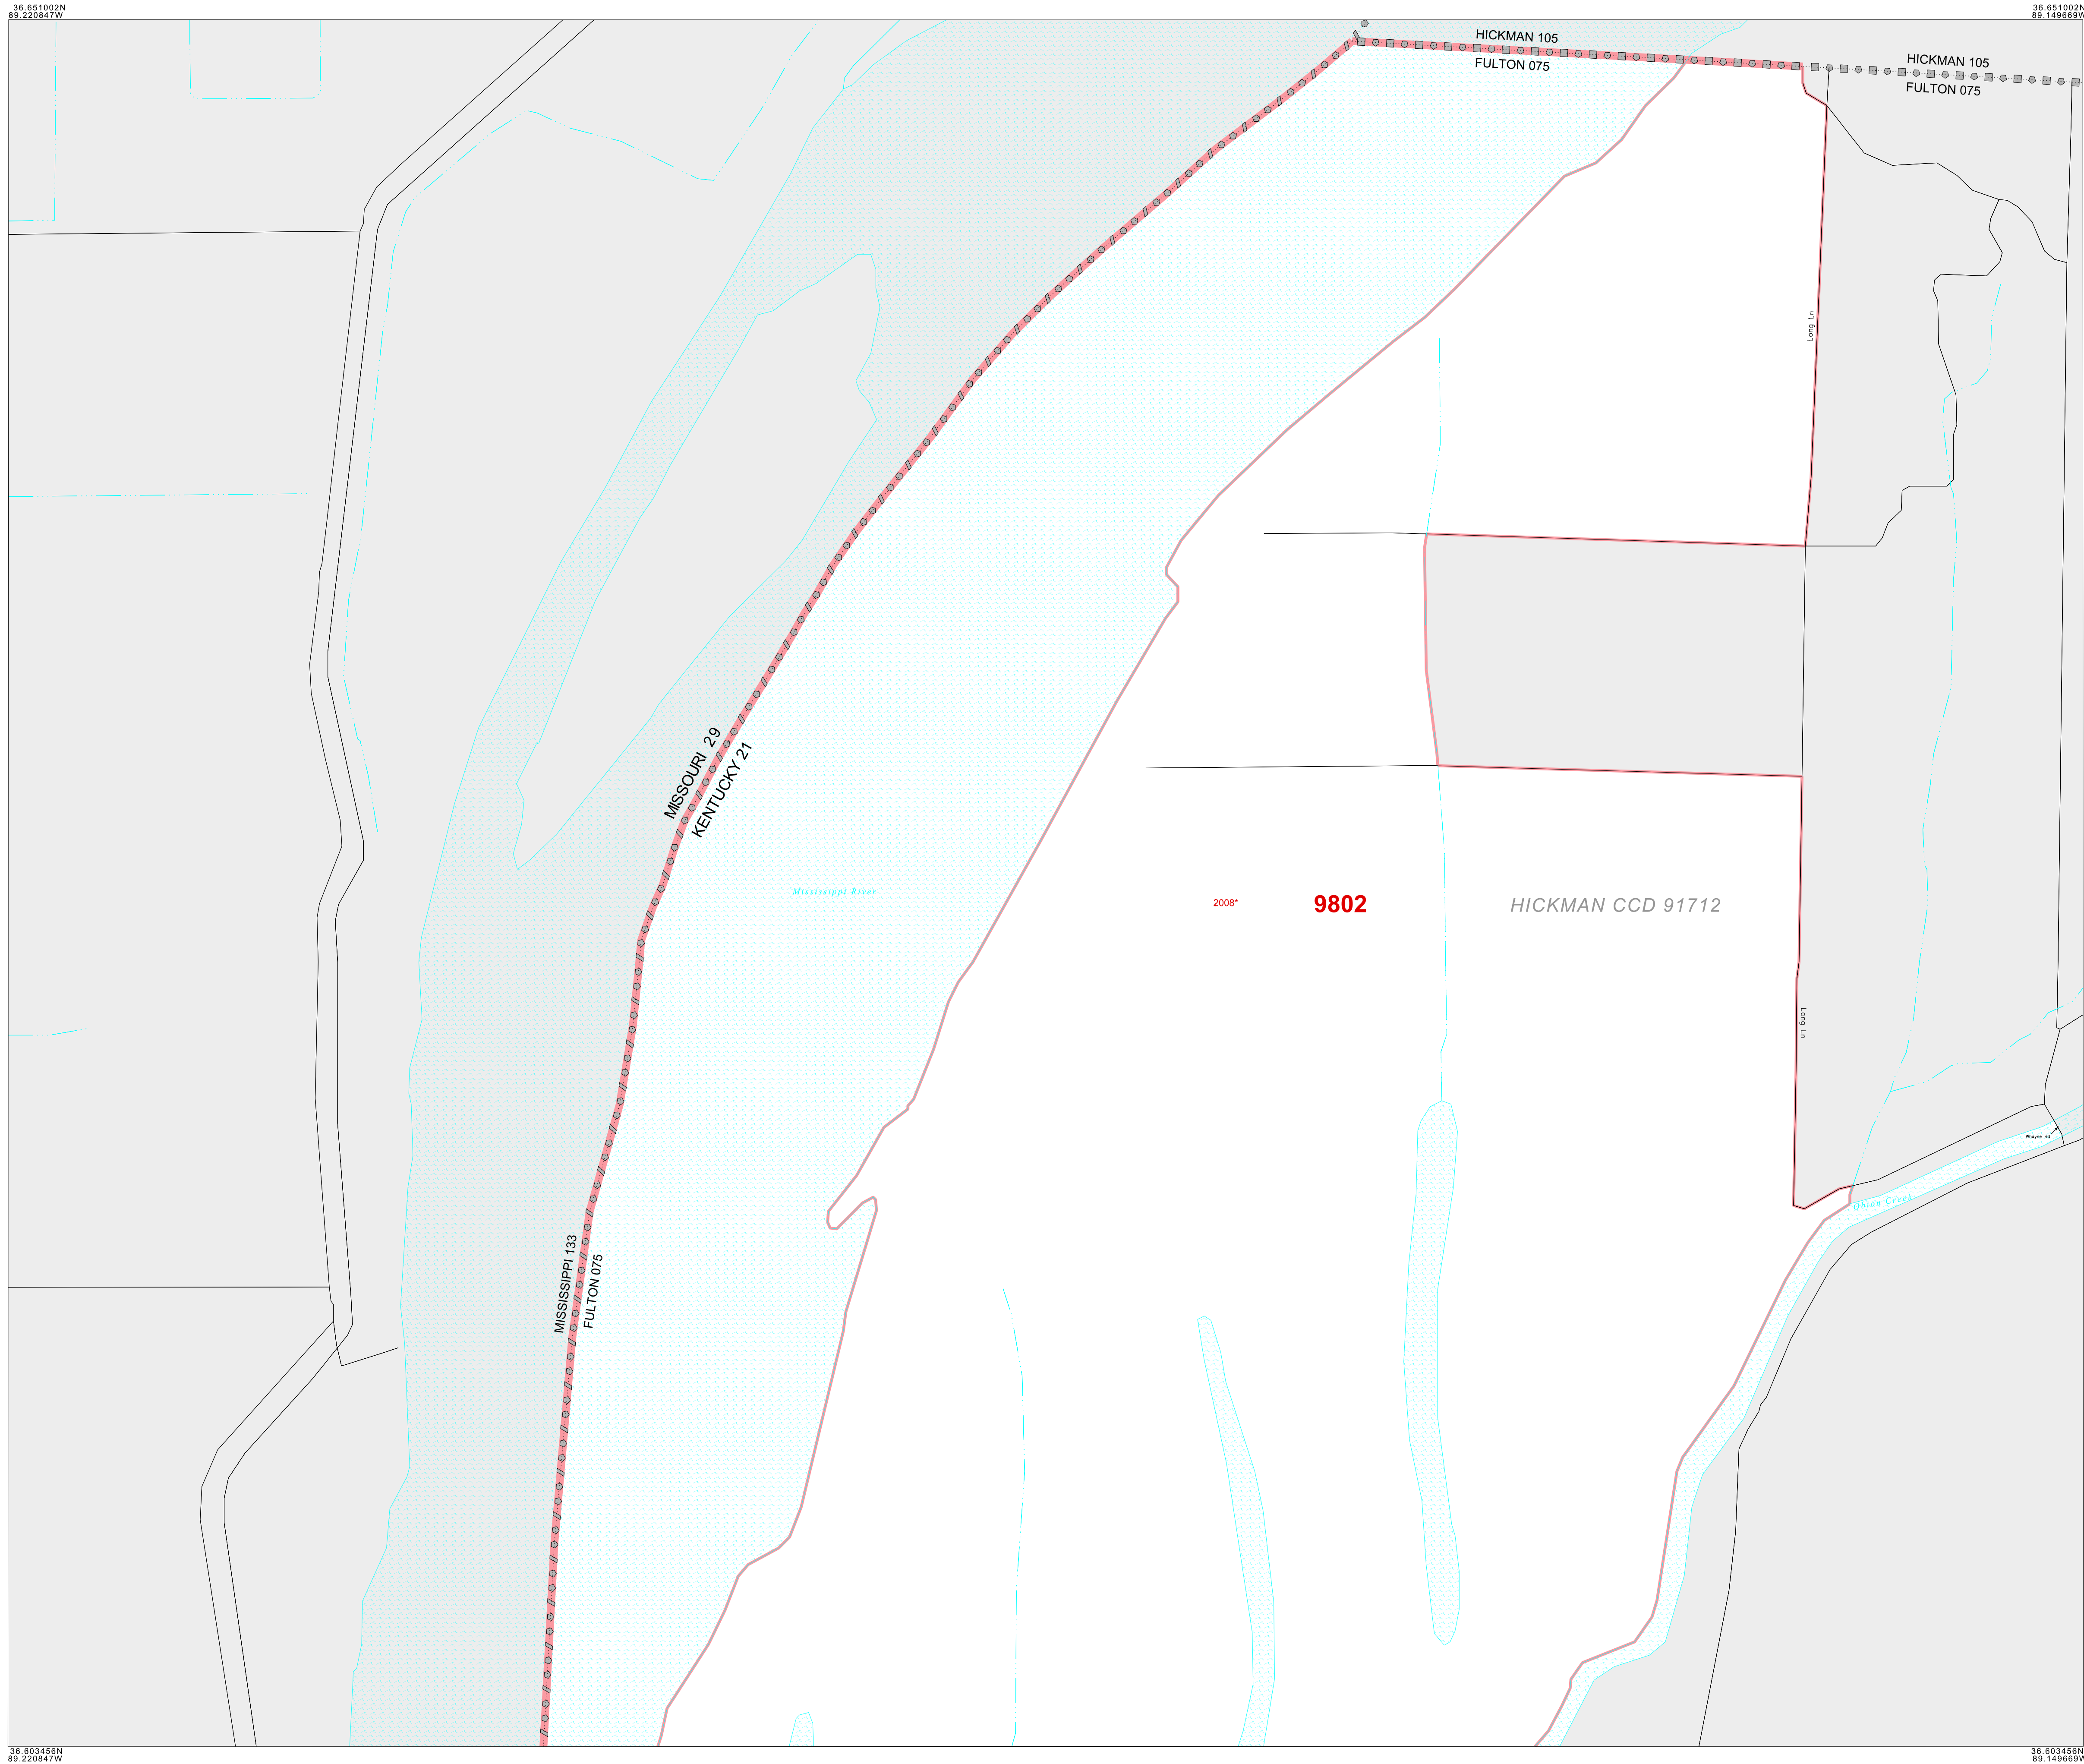 36.651002N
89.220847W
36.651002N
89.149669W
HICKMAN 105
FULTON 075
HICKMAN 105
FULTON 075
Long Ln
MISSOURI 29
KENTUCKY 21
Mississippi River
2008*
9802
HICKMAN CCD 91712
Long Ln
Whayne Rd
Obion Creek
MISSISSIPPI 133
FULTON 075
36.603456N
89.220847W
36.603456N
89.149669W